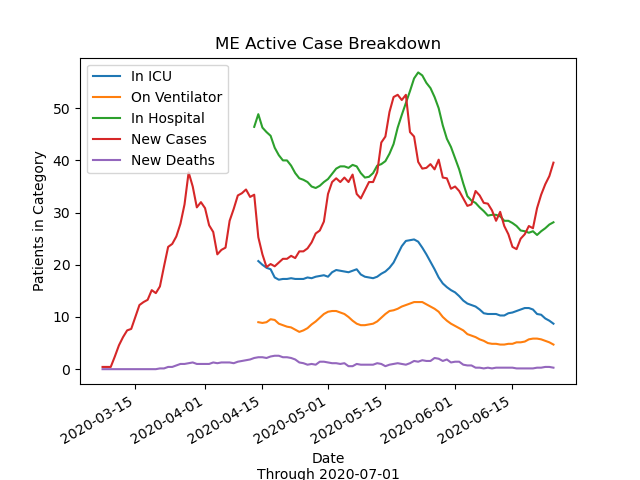 ME Active Case Breakdown
In ICU
On Ventilator
In Hospital
New Cases
New Deaths
Patients in Category
50
40
30
20
10
0
2020-03-15
2020-04-01
2020-04-15
2020-05-01
2020-05-15
2020-06-01
2020-06-15
Date
Through 2020-07-01